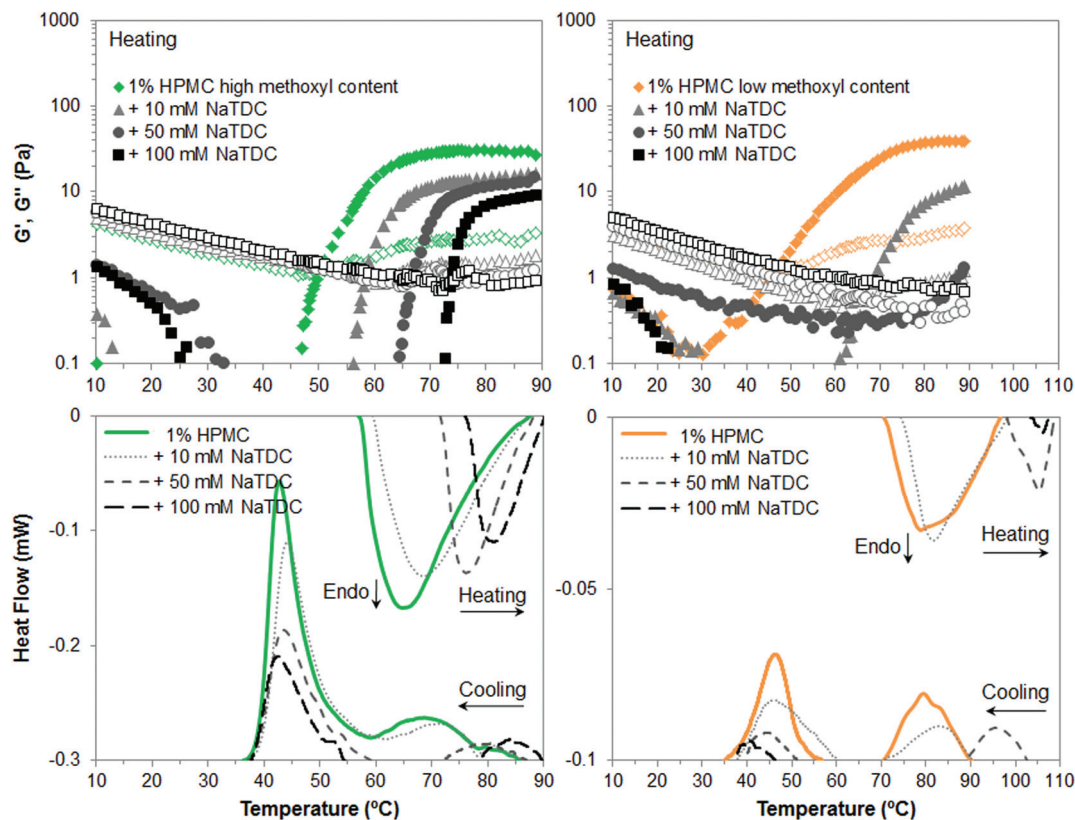 G', G'' (Pa)
1000
100
10
1
0.1
Heating
1% HPMC high methoxyl content
+ 10 mM NaTDC
+ 50 mM NaTDC
+ 100 mM NaTDC
10 20 30 40 50 60 70 80 90
1000
100
10
1
0.1
Heating
1% HPMC low methoxyl content
+ 10 mM NaTDC
+ 50 mM NaTDC
+ 100 mM NaTDC
10 20 30 40 50 60 70 80 90 100 110
Heat Flow (mW)
0
-0.1
-0.2
-0.3
1% HPMC
+ 10 mM NaTDC
+ 50 mM NaTDC
+ 100 mM NaTDC
Endo
Heating
Cooling
10 20 30 40 50 60 70 80 90
Temperature (ºC)
0
-0.05
-0.1
1% HPMC
+ 10 mM NaTDC
+ 50 mM NaTDC
+ 100 mM NaTDC
Endo
Heating
Cooling
10 20 30 40 50 60 70 80 90 100 110
Temperature (ºC)